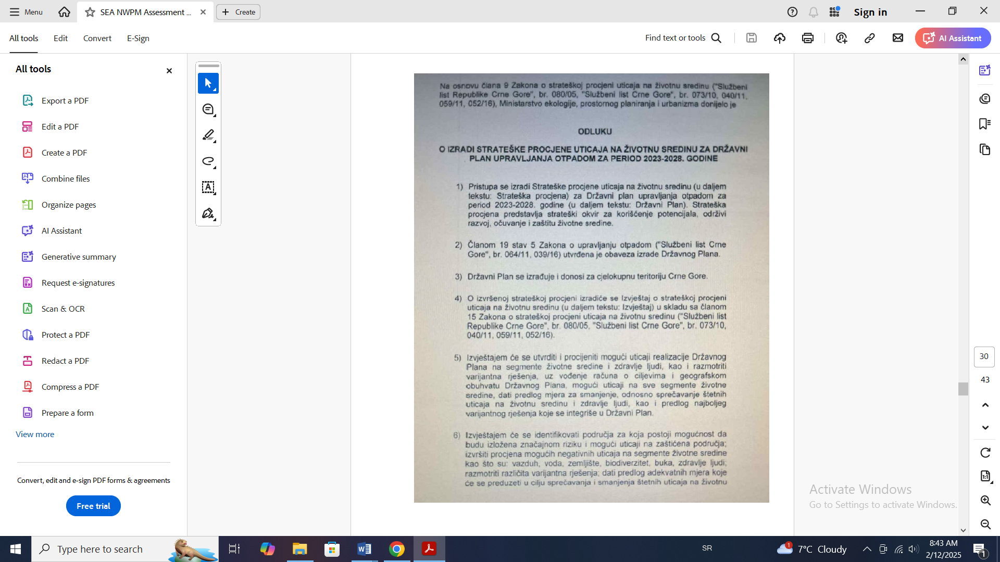 Menu
SEA NWPM Assessment ...
Create
Sign in
All tools
Edit
Convert
E-Sign
Find text or tools
AI Assistant
All tools
Export a PDF
Edit a PDF
Create a PDF
Combine files
Organize pages
AI Assistant
Generative summary
Request e-signatures
Scan & OCR
Protect a PDF
Redact a PDF
Compress a PDF
Prepare a form
View more
Convert, edit and e-sign PDF forms & agreements
Free trial
Na osnovu člana 9 Zakona o strateškoj procjeni uticaja na životnu sredinu ("Službeni
list Republike Crne Gore", br. 080/05, "Službeni list Crne Gore", br. 073/10, 040/11,
059/11, 052/16), Ministarstvo ekologije, prostornog planiranja i urbanizma donijelo je
ODLUKU
O IZRADI STRATEŠKE PROCJENE UTICAJA NA ŽIVOTNU SREDINU ZA DRŽAVNI
PLAN UPRAVLJANJA OTPADOM ZA PERIOD 2023-2028. GODINE
1) Pristupa se izradi Strateške procjene uticaja na životnu sredinu (u daljem
tekstu: Strateška procjena) za Državni plan upravljanja otpadom za
period 2023-2028. godine (u daljem tekstu: Državni Plan). Strateška
procjena predstavlja strateški okvir za korišćenje potencijala, održivi
razvoj, očuvanje i zaštitu životne sredine.
2) Članom 19 stav 5 Zakona o upravljanju otpadom ("Službeni list Crne
Gore", br. 064/11, 039/16) utvrđena je obaveza izrade Državnog Plana.
3) Državni Plan se izrađuje i donosi za cjelokupnu teritoriju Crne Gore.
4) O izvršenoj strateškoj procjeni izradiće se Izvještaj o strateškoj procjeni
uticaja na životnu sredinu (u daljem tekstu: Izvještaj) u skladu sa članom
15 Zakona o strateškoj procjeni uticaja na životnu sredinu ("Službeni list
Republike Crne Gore", br. 080/05, "Službeni list Crne Gore", br. 073/10,
040/11, 059/11, 052/16).
5) Izvještajem će se utvrditi i procijeniti mogući uticaji realizacije Državnog
Plana na segmente životne sredine i zdravlje ljudi, kao i razmotriti
varijantna rješenja, uz vođenje računa o ciljevima i geografskom
obuhvatu Državnog Plana, mogući uticaji na sve segmente životne
sredine, dati predlog mjera za smanjenje, odnosno sprečavanje štetnih
uticaja na životnu sredinu i zdravlje ljudi, kao i predlog najboljeg
varijantnog rješenja koje se integriše u Državni Plan.
6) Izvještajem će se identifikovati područja za koja postoji mogućnost da
budu izložena značajnom riziku i mogući uticaji na zaštićena područja;
izvršiti procjena mogućih negativnih uticaja na segmente životne sredine
kao što su: vazduh, voda, zemljište, biodiverzitet, buka, zdravlje ljudi;
razmotriti različita varijantna rješenja; dati predlog adekvatnih mjera koje
će se preduzeti u cilju sprečavanja i smanjenja štetnih uticaja na životnu
30
43
Activate Windows
Go to Settings to activate Windows.
Type here to search
SR
1
7°C Cloudy
8:43 AM
2/12/2025
1